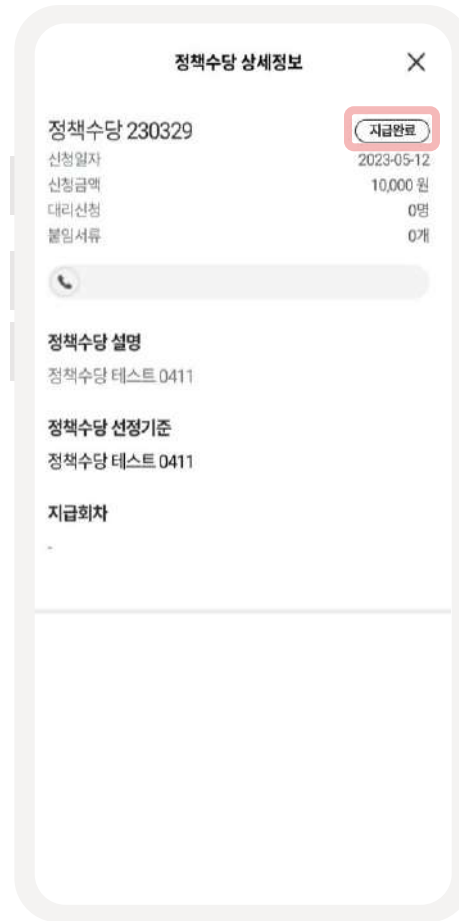 정책수당 상세정보
정책수당 230329 지급완료
신청일자 2023-05-12
신청금액 10,000 원
대리신청 0명
붙임서류 0개
정책수당 설명
정책수당 테스트 0411
정책수당 선정기준
정책수당 테스트 0411
지급회차
-